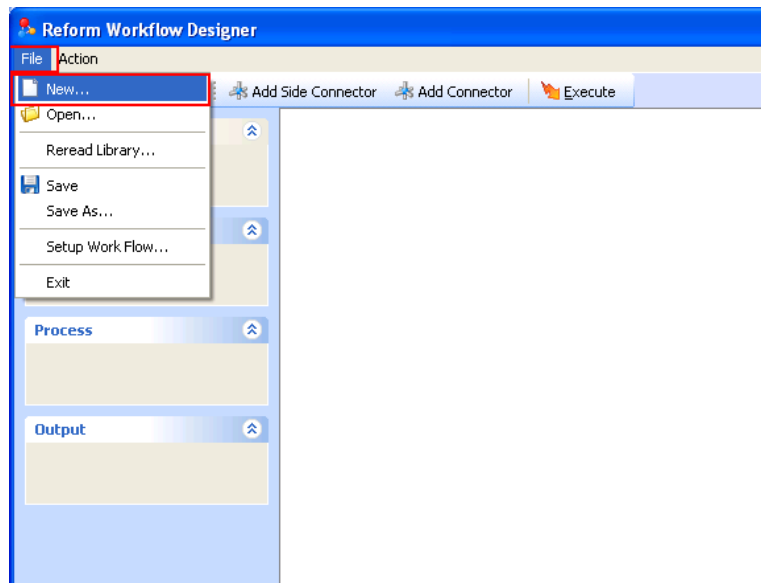 Reform Workflow Designer
File Action
New...
Add Side Connector Add Connector Execute
Open...
Reread Library...
Save
Save As...
Setup Work Flow...
Exit
Process
Output